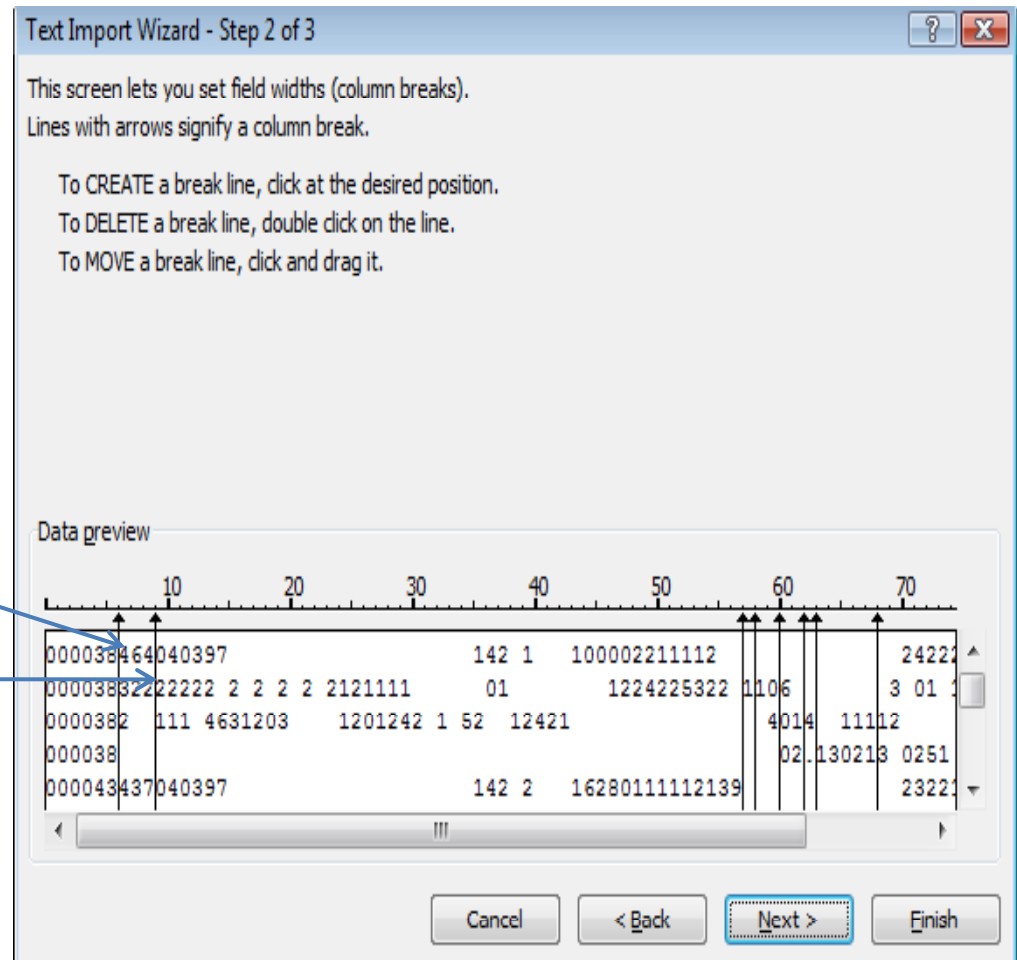 Text Import Wizard - Step 2 of 3
This screen lets you set field widths (column breaks).
Lines with arrows signify a column break.
To CREATE a break line, click at the desired position.
To DELETE a break line, double click on the line.
To MOVE a break line, click and drag it.
Data preview
10 20 30 40 50 60 70
000038464040397 142 1 100002211112 24222
00003832222222 2 2 2 2 2121111 01 1224225322 1106 3 01 1
0000382 111 4631203 1201242 1 52 12421 4014 11112
000038 02.130213 0251
000043437040397 142 2 16280111112139 23221
Cancel < Back Next > Finish